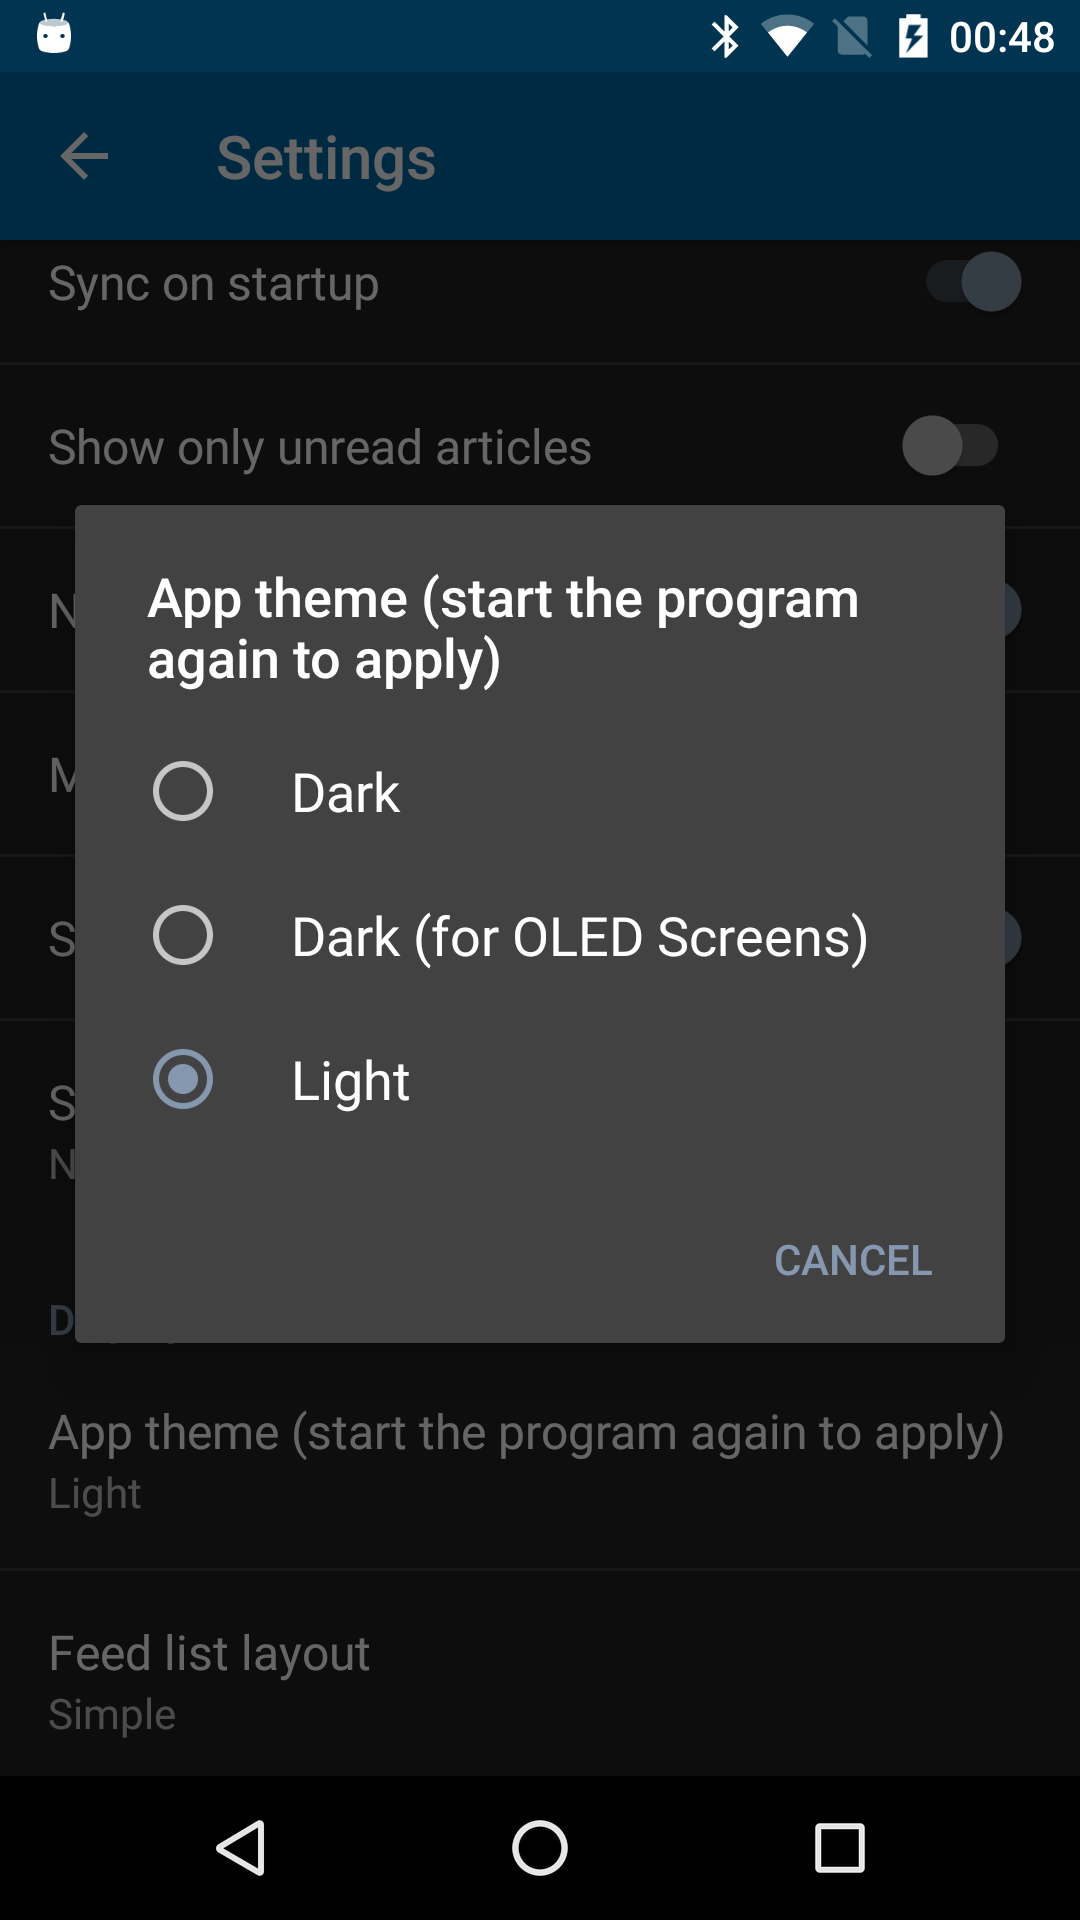 00:48
Settings
Sync on startup
Show only unread articles
App theme (start the program
again to apply)
Dark
Dark (for OLED Screens)
Light
CANCEL
App theme (start the program again to apply)
Light
Feed list layout
Simple